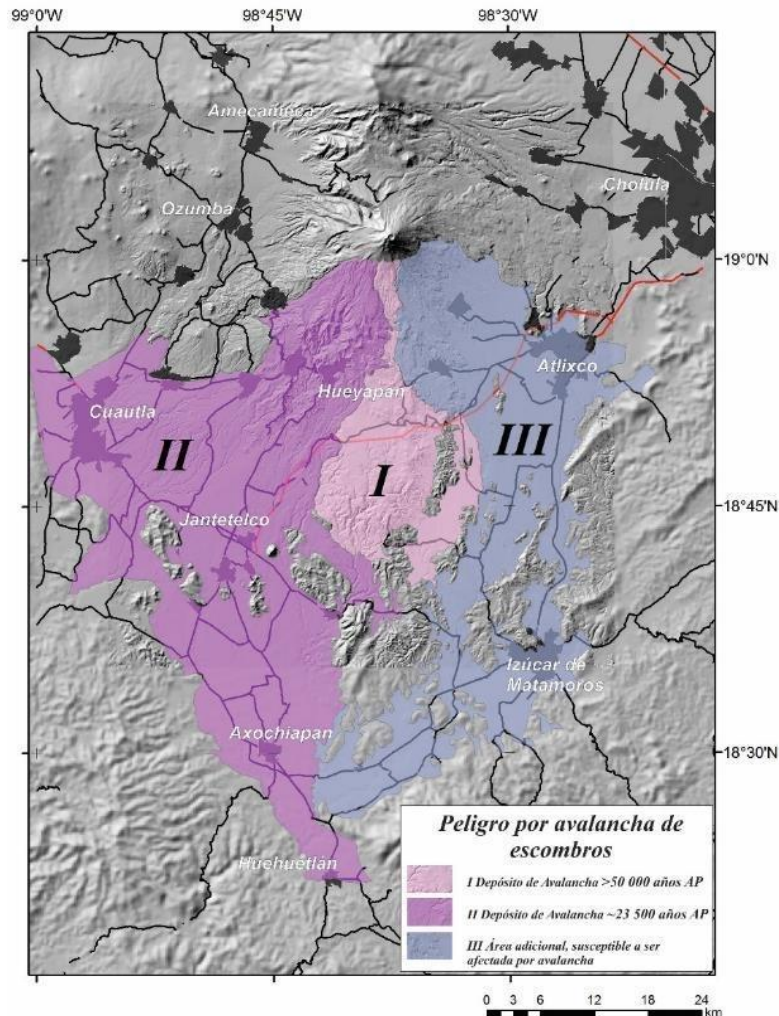 99°0'W
98°45'W
98°30'W
Amecameca
Cholula
Ozumba
19°0'N
Atlixco
Hueyapan
Cuautla
II
III
I
18°45'N
Jantetelco
Izúcar de
Matamoros
Axochiapan
18°30'N
Huehuetlán
Peligro por avalancha de
escombros
I Depósito de Avalancha >50 000 años AP
II Depósito de Avalancha ~23 500 años AP
III Área adicional, susceptible a ser
afectada por avalancha
0 3 6 12 18 24
km